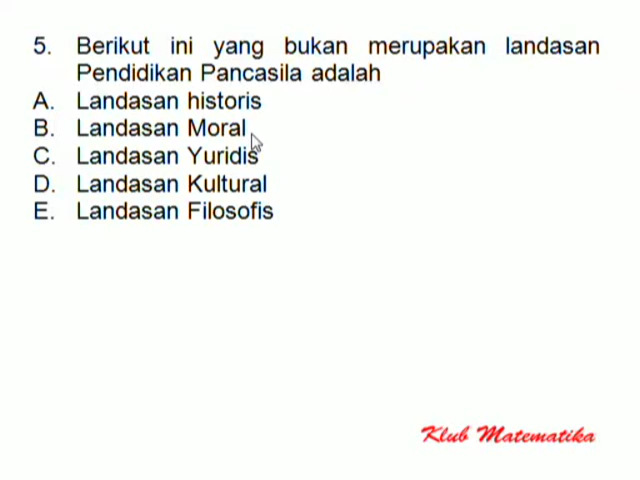 5. Berikut ini yang bukan merupakan landasan
Pendidikan Pancasila adalah
A. Landasan historis
B. Landasan Moral
C. Landasan Yuridis
D. Landasan Kultural
E. Landasan Filosofis
Klub Matematika